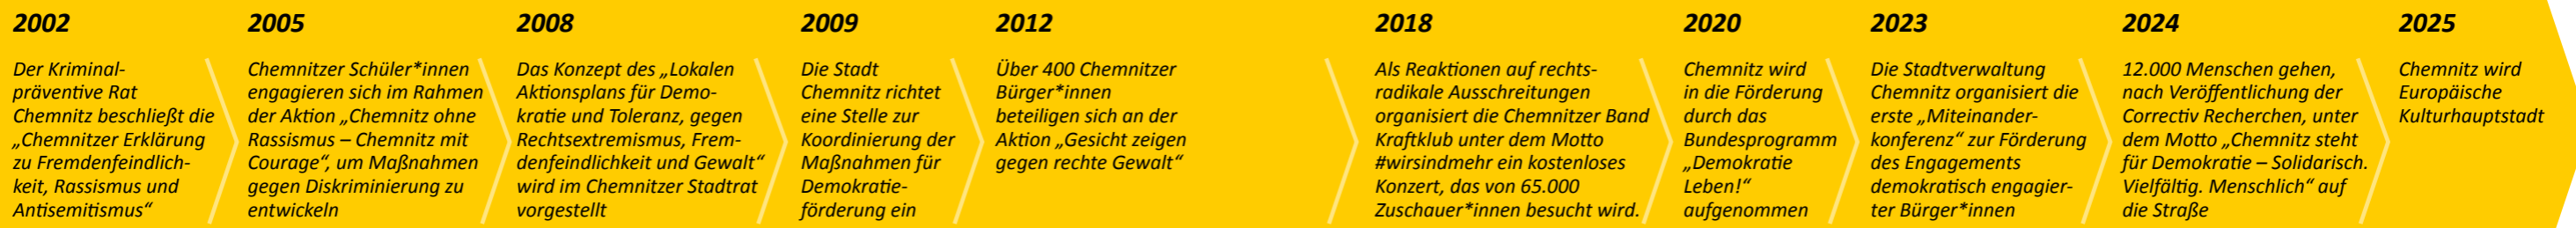 2002
Der Kriminal-
präventive Rat
Chemnitz beschließt die
„Chemnitzer Erklärung
zu Fremdenfeindlich-
keit, Rassismus und
Antisemitismus“
2005
Chemnitzer Schüler*innen
engagieren sich im Rahmen
der Aktion „Chemnitz ohne
Rassismus – Chemnitz mit
Courage“, um Maßnahmen
gegen Diskriminierung zu
entwickeln
2008
Das Konzept des „Lokalen
Aktionsplans für Demo-
kratie und Toleranz, gegen
Rechtsextremismus, Frem-
denfeindlichkeit und Gewalt“
wird im Chemnitzer Stadtrat
vorgestellt
2009
Die Stadt
Chemnitz richtet
eine Stelle zur
Koordinierung der
Maßnahmen für
Demokratie-
förderung ein
2012
Über 400 Chemnitzer
Bürger*innen
beteiligen sich an der
Aktion „Gesicht zeigen
gegen rechte Gewalt“
2018
Als Reaktionen auf rechts-
radikale Ausschreitungen
organisiert die Chemnitzer Band
Kraftklub unter dem Motto
#wirsindmehr ein kostenloses
Konzert, das von 65.000
Zuschauer*innen besucht wird.
2020
Chemnitz wird
in die Förderung
durch das
Bundesprogramm
„Demokratie
Leben!“
aufgenommen
2023
Die Stadtverwaltung
Chemnitz organisiert die
erste „Miteinander-
konferenz“ zur Förderung
des Engagements
demokratisch engagier-
ter Bürger*innen
2024
12.000 Menschen gehen,
nach Veröffentlichung der
Correctiv Recherchen, unter
dem Motto „Chemnitz steht
für Demokratie – Solidarisch.
Vielfältig. Menschlich“ auf
die Straße
2025
Chemnitz wird
Europäische
Kulturhauptstadt